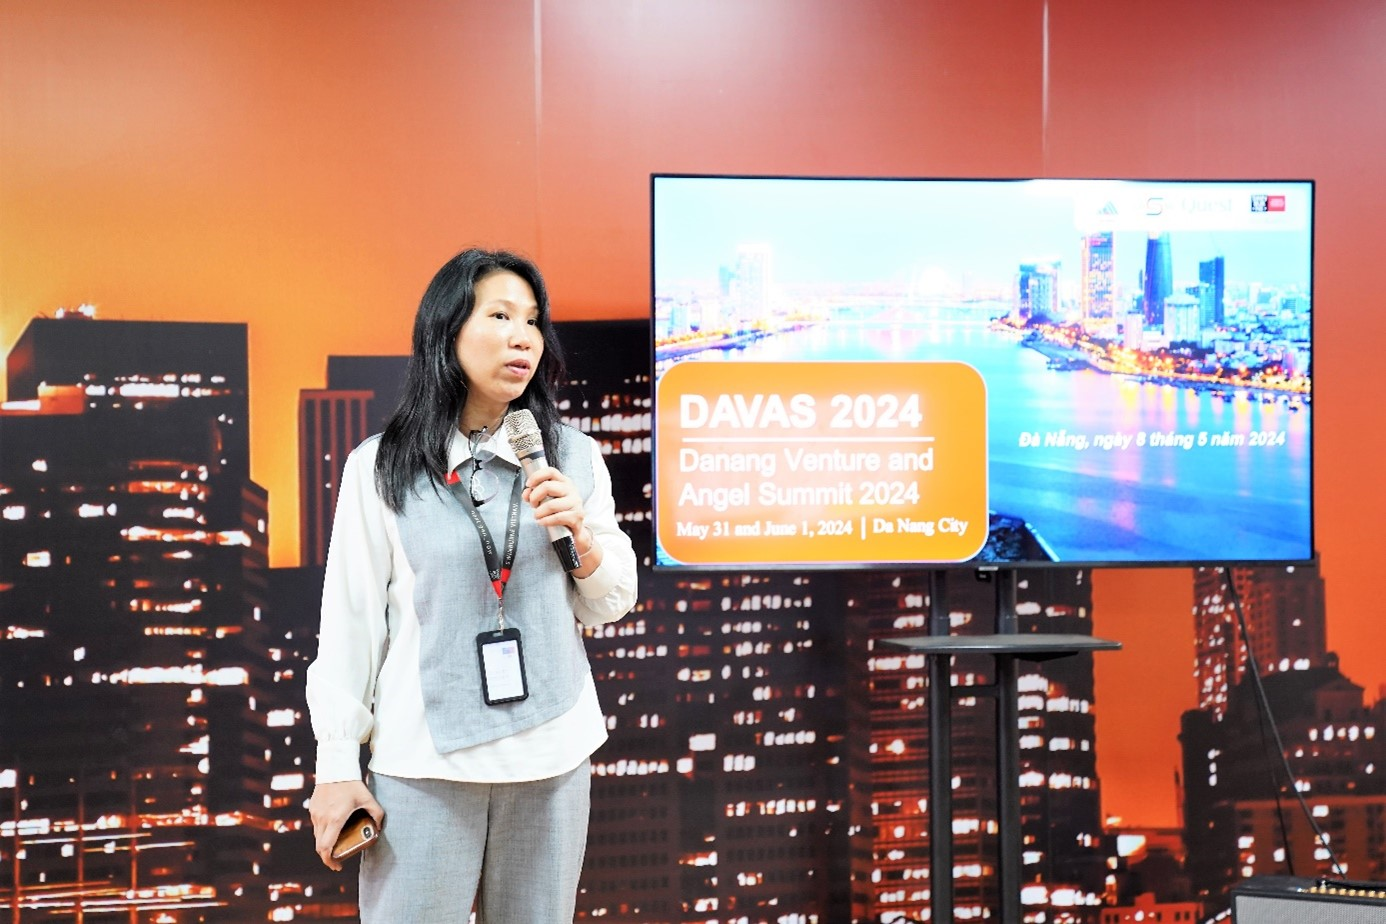 Quest
DAVAS 2024
Danang Venture and
Angel Summit 2024
May 31 and June 1, 2024 | Da Nang City
Đà Nẵng, ngày 8 tháng 5 năm 2024